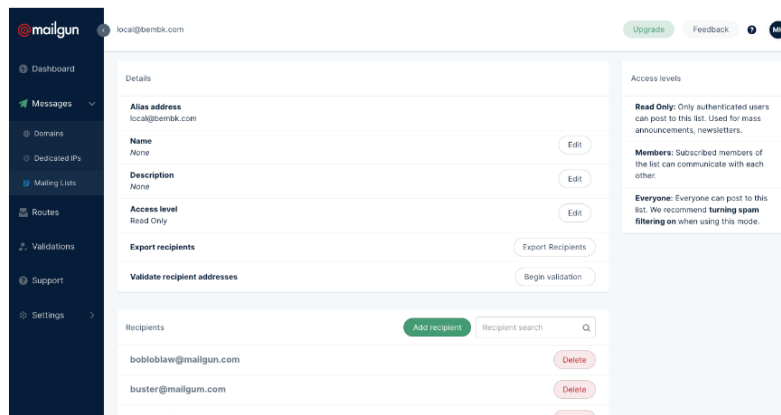 @mailgun
local@bembk.com
Upgrade
Feedback
Dashboard
Messages
Domains
Dedicated IPs
Mailing Lists
Routes
Validations
Support
Settings
Details
Alias address
local@bembk.com
Name
None
Edit
Description
None
Edit
Access level
Read Only
Edit
Export recipients
Export Recipients
Validate recipient addresses
Begin validation
Recipients
Add recipient
Recipient search
bobloblaw@mailgun.com
Delete
buster@mailgum.com
Delete
Access levels
Read Only: Only authenticated users
can post to this list. Used for mass
announcements, newsletters.
Members: Subscribed members of
the list can communicate with each
other.
Everyone: Everyone can post to this
list. We recommend turning spam
filtering on when using this mode.